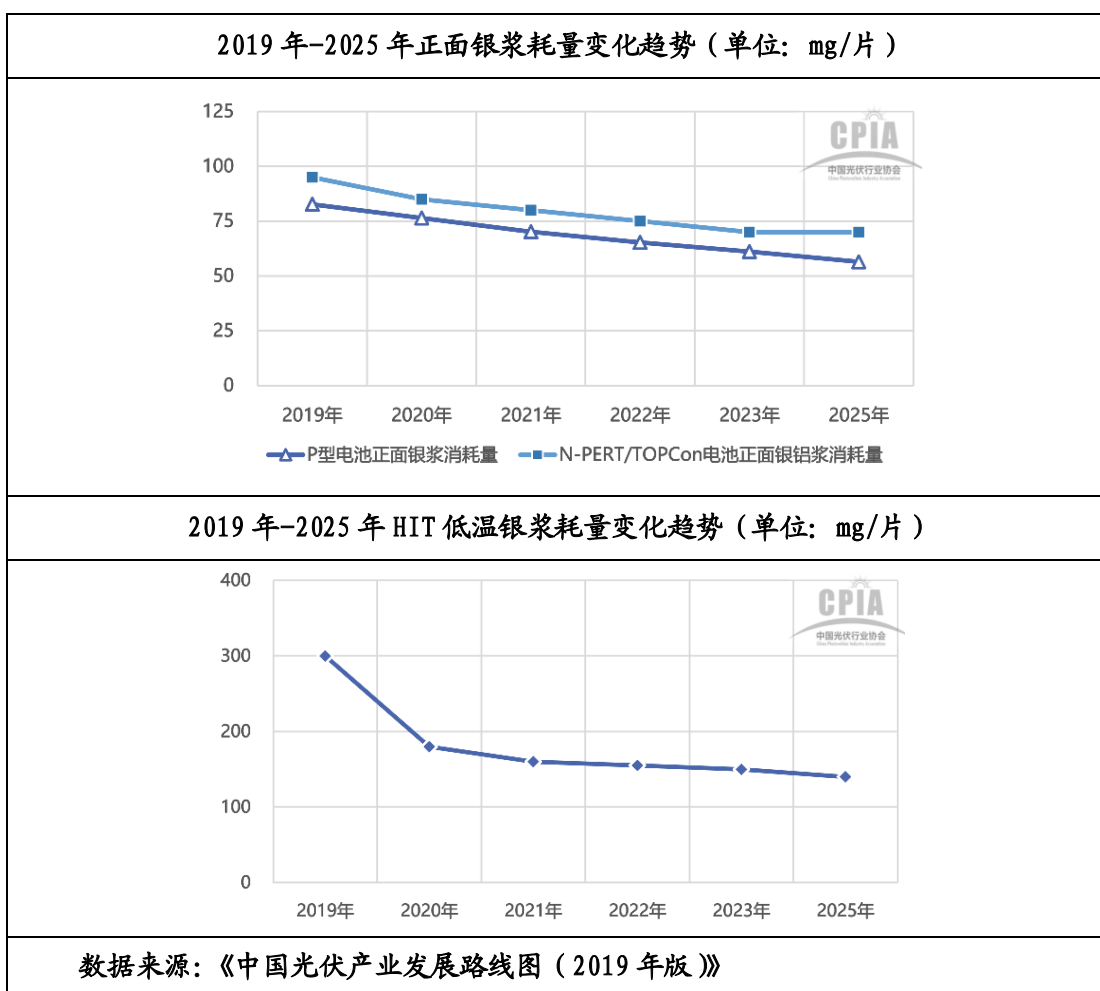 2019 年-2025 年正面银浆耗量变化趋势（单位：mg/片）
125
100
75
50
25
0
CPIA
中国光伏行业协会
China Photovoltaic Industry Association
2019年 2020年 2021年 2022年 2023年 2025年
P型电池正面银浆消耗量 N-PERT/TOPCon电池正面银铝浆消耗量
2019 年-2025 年 HIT 低温银浆耗量变化趋势（单位：mg/片）
400
300
200
100
0
CPIA
中国光伏行业协会
China Photovoltaic Industry Association
2019年 2020年 2021年 2022年 2023年 2025年
数据来源：《中国光伏产业发展路线图（2019 年版）》